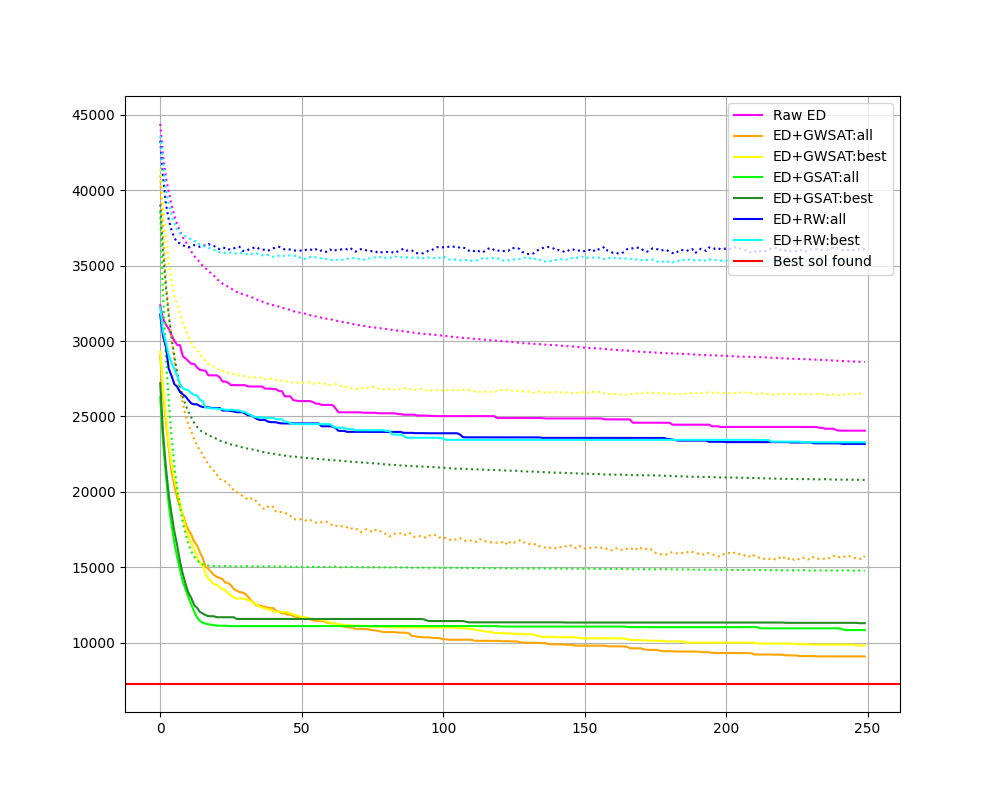 45000
40000
35000
30000
25000
20000
15000
10000
0 50 100 150 200 250
Raw ED
ED+GWSAT:all
ED+GWSAT:best
ED+GSAT:all
ED+GSAT:best
ED+RW:all
ED+RW:best
Best sol found